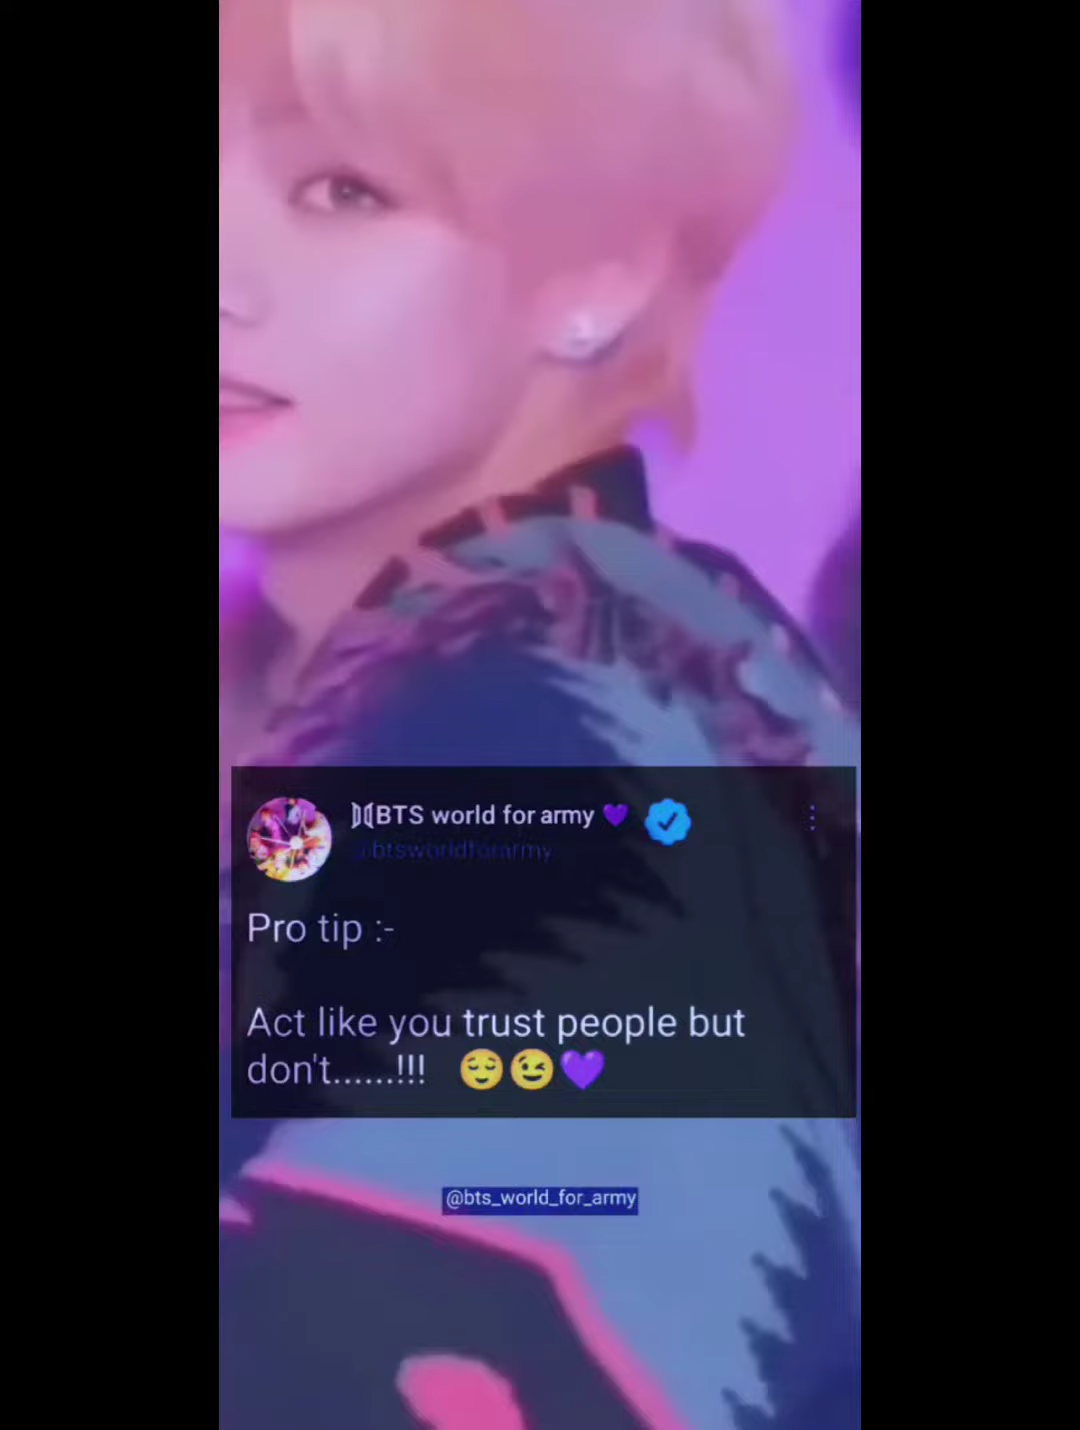 BTS world for army 💜
@btsworldforarmy
Pro tip :-
Act like you trust people but
don't......!!! 😌😉💜
@bts_world_for_army